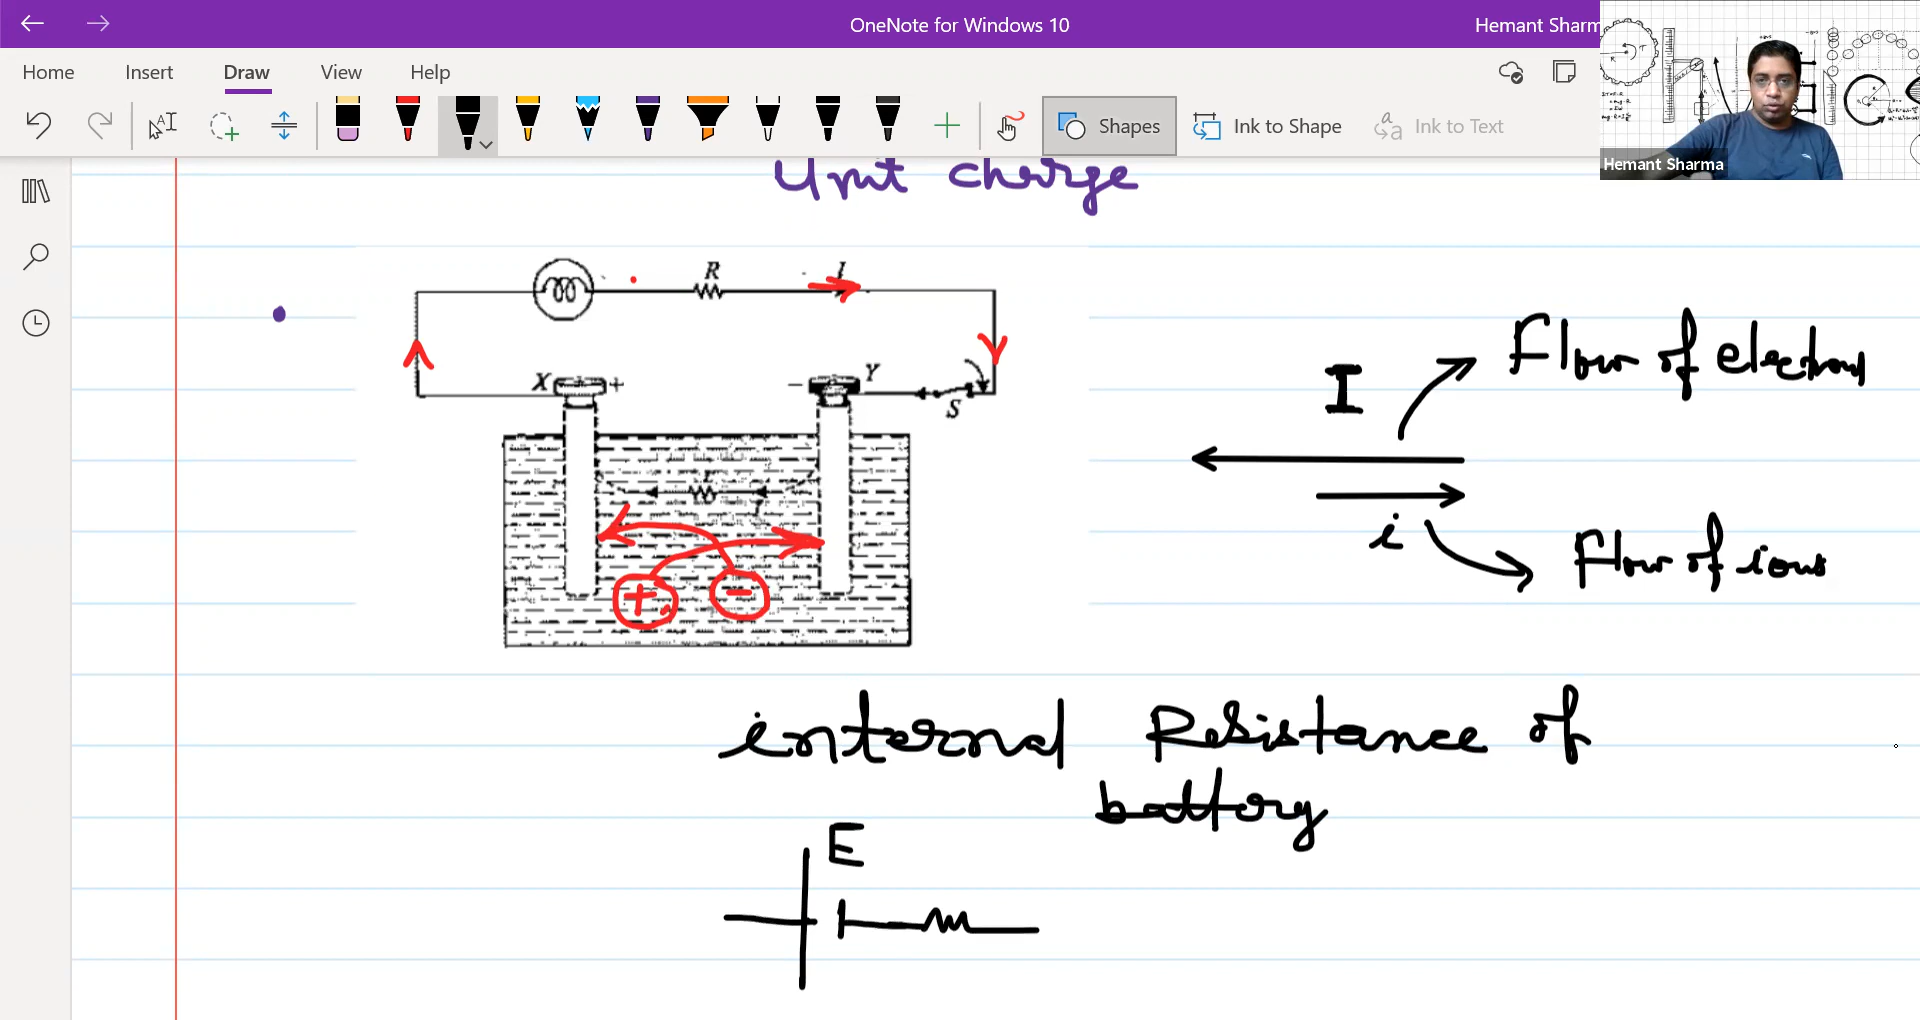 OneNote for Windows 10
Hemant Sharm
Home Insert Draw View Help
Shapes Ink to Shape Ink to Text
Hemant Sharma
Unit charge
R I
X + − Y
S
r
+ −
I
Flow of electrons
i
Flow of ions
internal Resistance of
battery
E